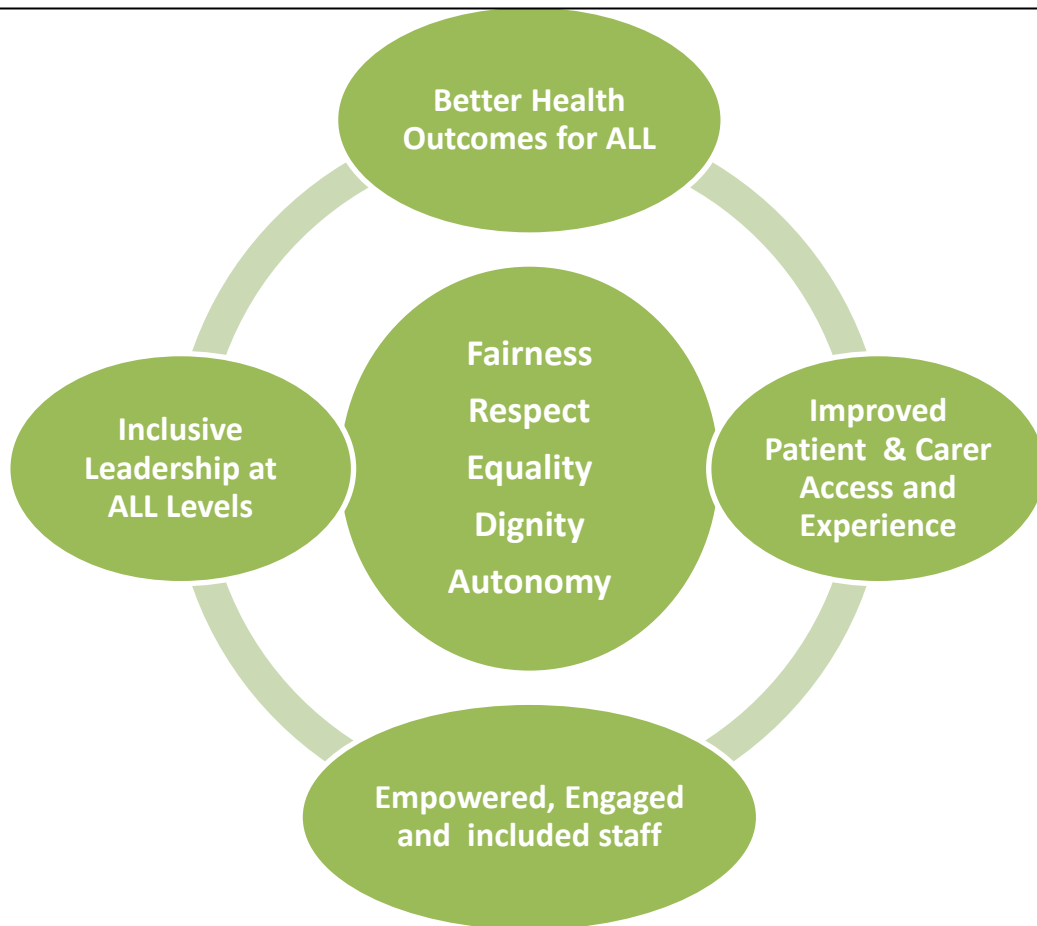 Better Health
Outcomes for ALL
Fairness
Respect
Equality
Dignity
Autonomy
Inclusive
Leadership at
ALL Levels
Improved
Patient  & Carer
Access and
Experience
Empowered, Engaged
and  included staff